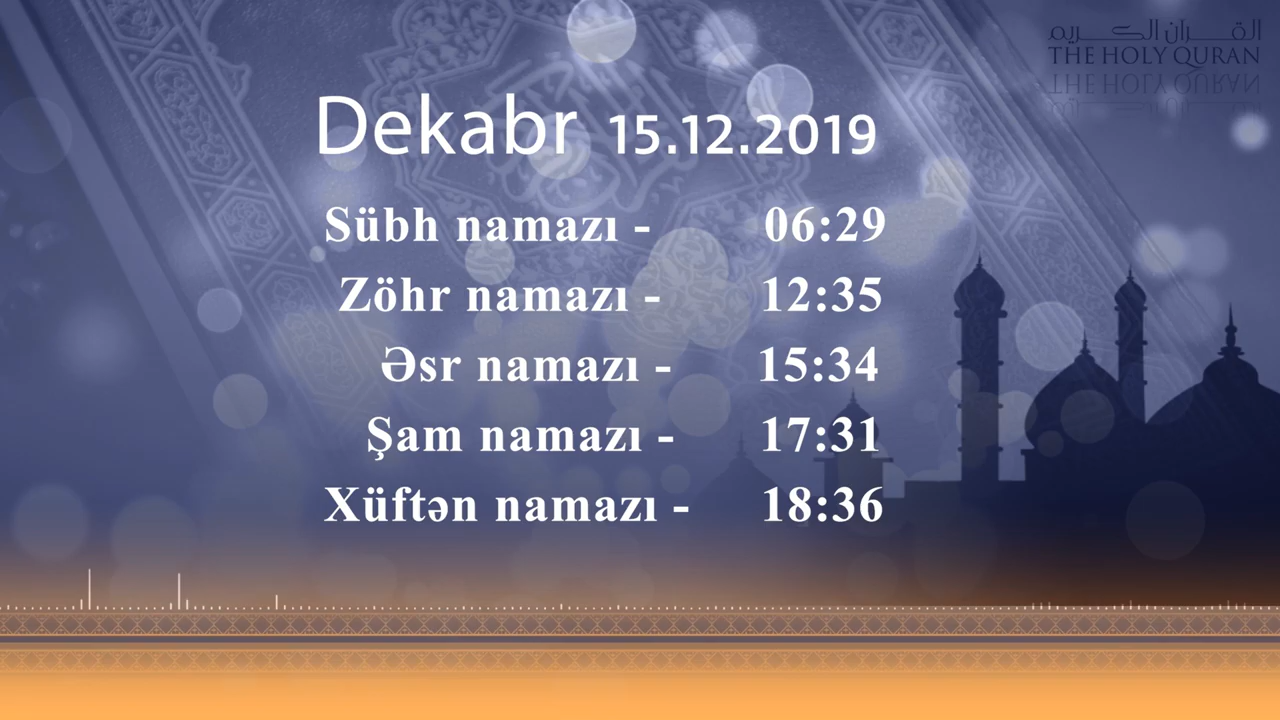 القرآن الكريم
THE HOLY QURAN
Dekabr 15.12.2019
Sübh namazı - 06:29
Zöhr namazı - 12:35
Əsr namazı - 15:34
Şam namazı - 17:31
Xüftən namazı - 18:36